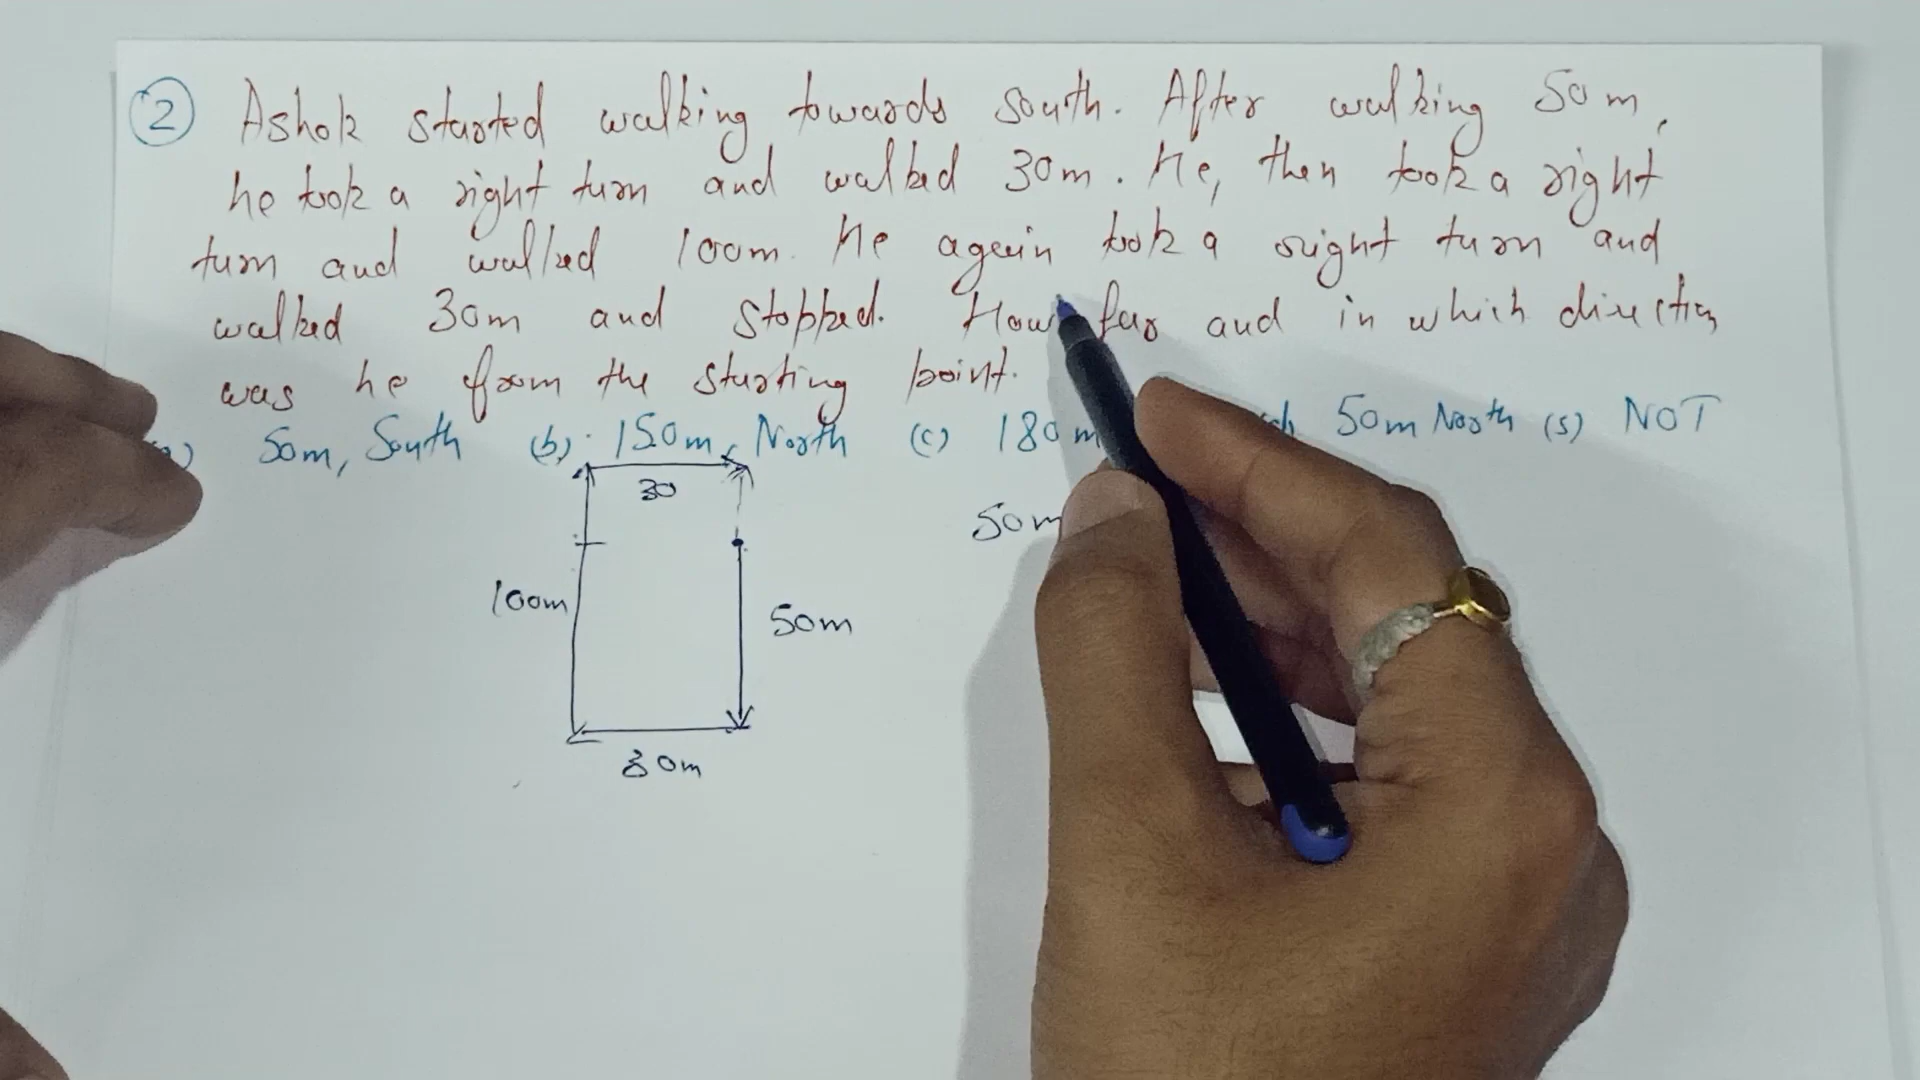 2 Ashok started walking towards south. After walking 50m,
he took a right turn and walked 30m. He, then took a right
turn and walked 100m. He again took a right turn and
walked 30m and stopped. How far and in which direction
was he from the starting point.
50m, South (b) 150m, North (c) 180m 50m North (5) NOT
30
50m
100m
50m
30m